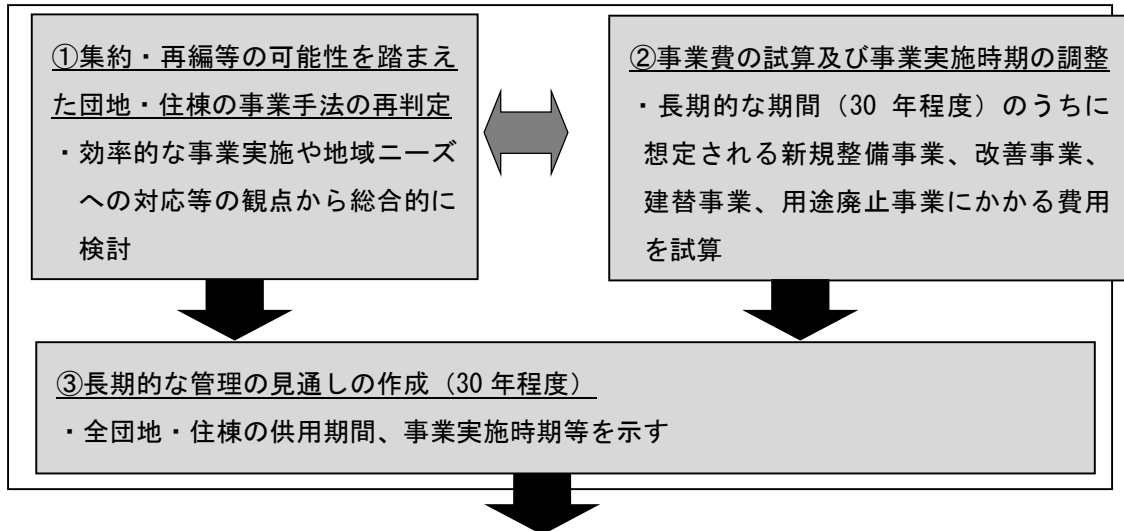 ①集約・再編等の可能性を踏まえ
た団地・住棟の事業手法の再判定
・効率的な事業実施や地域ニーズ
への対応等の観点から総合的に
検討
②事業費の試算及び事業実施時期の調整
・長期的な期間（30 年程度）のうちに
想定される新規整備事業、改善事業、
建替事業、用途廃止事業にかかる費用
を試算
③長期的な管理の見通しの作成（30 年程度）
・全団地・住棟の供用期間、事業実施時期等を示す